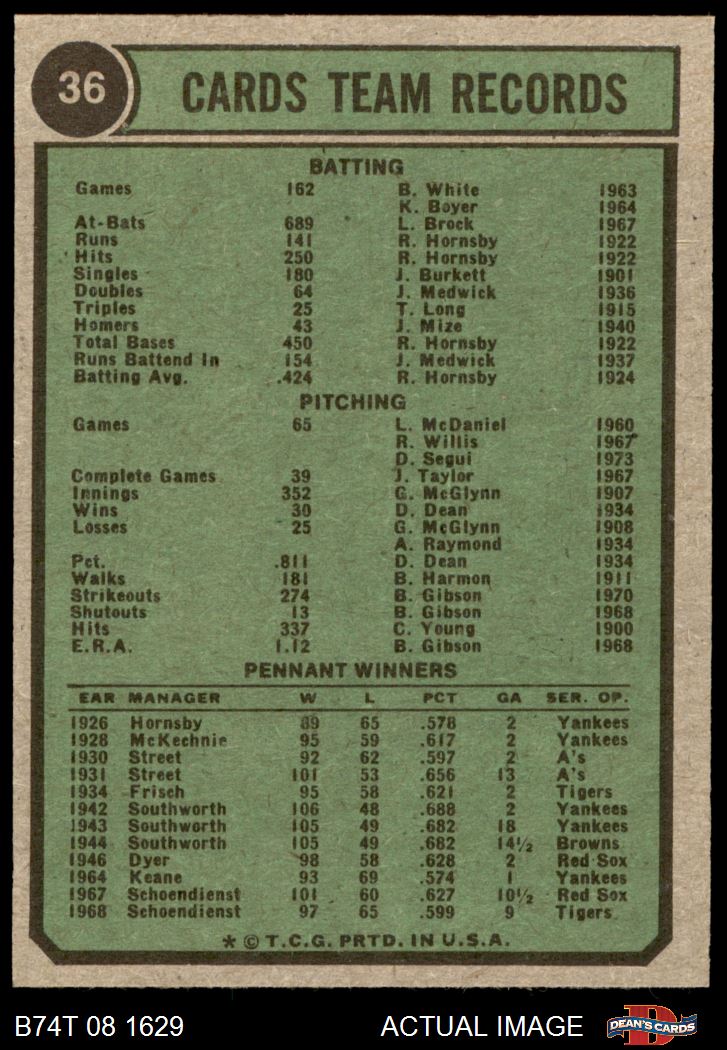 36 CARDS TEAM RECORDS
BATTING
Games 162 B. White 1963
K. Boyer 1964
At-Bats 689 L. Brock 1967
Runs 141 R. Hornsby 1922
Hits 250 R. Hornsby 1922
Singles 180 J. Burkett 1901
Doubles 64 J. Medwick 1936
Triples 25 T. Long 1915
Homers 43 J. Mize 1940
Total Bases 450 R. Hornsby 1922
Runs Battend In 154 J. Medwick 1937
Batting Avg. .424 R. Hornsby 1924
PITCHING
Games 65 L. McDaniel 1960
R. Willis 1967
D. Segui 1973
Complete Games 39 J. Taylor 1967
Innings 352 G. McGlynn 1907
Wins 30 D. Dean 1934
Losses 25 G. McGlynn 1908
A. Raymond 1934
Pct. .811 D. Dean 1934
Walks 181 B. Harmon 1911
Strikeouts 274 B. Gibson 1970
Shutouts 13 B. Gibson 1968
Hits 337 C. Young 1900
E.R.A. 1.12 B. Gibson 1968
PENNANT WINNERS
EAR MANAGER W L PCT GA SER. OP.
1926 Hornsby 89 65 .578 2 Yankees
1928 McKechnie 95 59 .617 2 Yankees
1930 Street 92 62 .597 2 A's
1931 Street 101 53 .656 13 A's
1934 Frisch 95 58 .621 2 Tigers
1942 Southworth 106 48 .688 2 Yankees
1943 Southworth 105 49 .682 18 Yankees
1944 Southworth 105 49 .682 14½ Browns
1946 Dyer 98 58 .628 2 Red Sox
1964 Keane 93 69 .574 1 Yankees
1967 Schoendienst 101 60 .627 10½ Red Sox
1968 Schoendienst 97 65 .599 9 Tigers
* © T.C.G. PRTD. IN U.S.A.
B74T 08 1629 ACTUAL IMAGE D DEAN'S CARDS